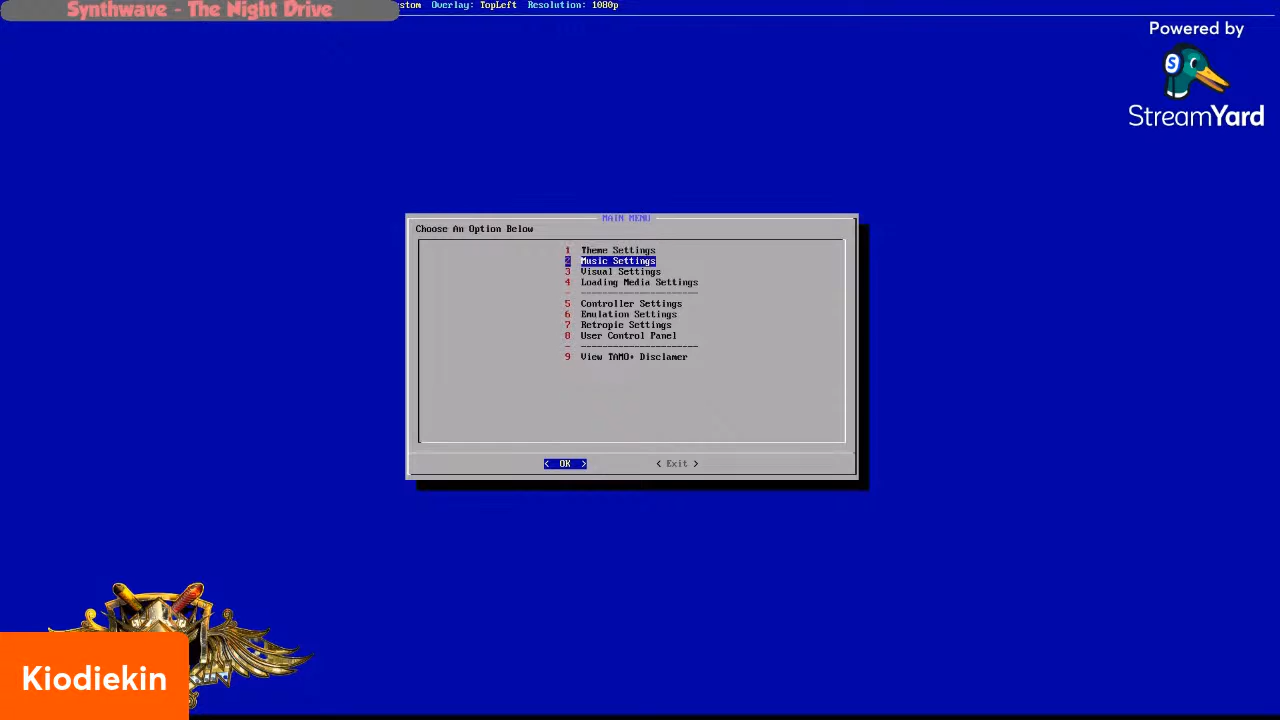 Synthwave - The Night Drive
ustom Overlay: TopLeft Resolution: 1080p
Powered by
S
StreamYard
MAIN MENU
Choose An Option Below
1 Theme Settings
2 Music Settings
3 Visual Settings
4 Loading Media Settings
- ----------------------
5 Controller Settings
6 Emulation Settings
7 Retropie Settings
8 User Control Panel
- ----------------------
9 View TAMO+ Disclamer
< OK > < Exit >
Kiodiekin